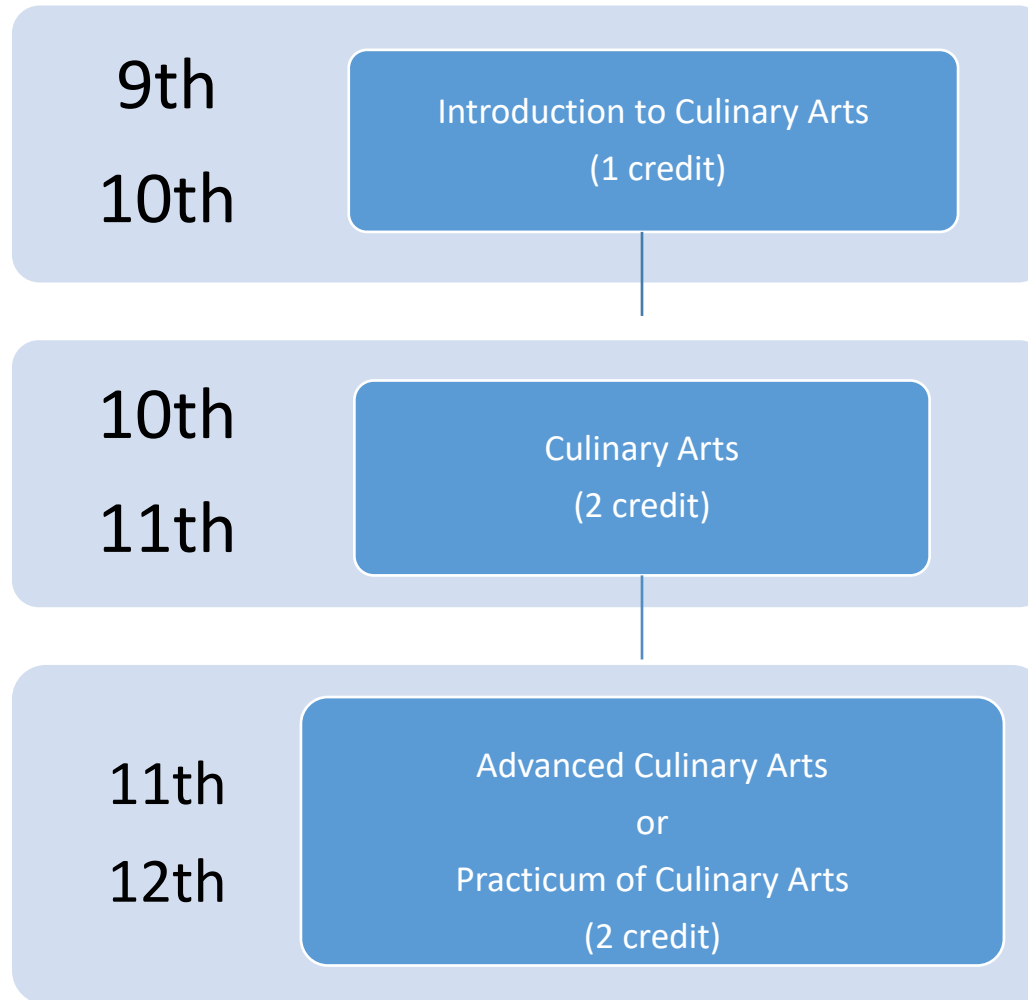 9th
10th
Introduction to Culinary Arts
(1 credit)
10th
11th
Culinary Arts
(2 credit)
11th
12th
Advanced Culinary Arts
or
Practicum of Culinary Arts
(2 credit)